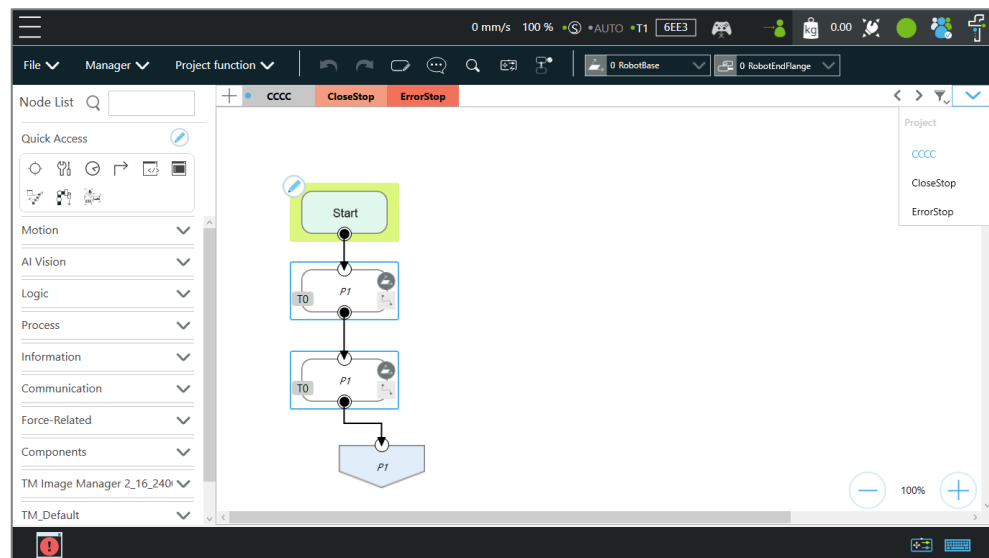 0 mm/s 100 % S AUTO T1 6EE3 kg 0.00
File Manager Project function 0 RobotBase 0 RobotEndFlange
Node List
CCCC CloseStop ErrorStop
Project
Quick Access
CCCC
CloseStop
ErrorStop
Start
Motion
AI Vision
T0 P1
Logic
Process
Information
T0 P1
Communication
Force-Related
Components
P1
TM Image Manager 2_16_240
100%
TM_Default